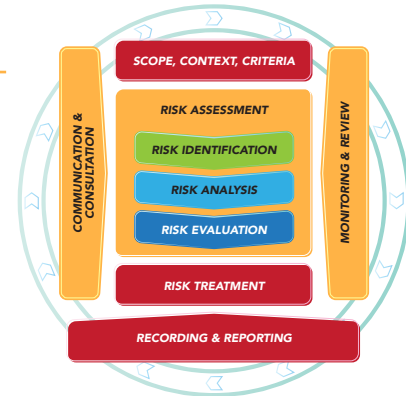 SCOPE, CONTEXT, CRITERIA
COMMUNICATION &
CONSULTATION
RISK ASSESSMENT
RISK IDENTIFICATION
RISK ANALYSIS
RISK EVALUATION
MONITORING & REVIEW
RISK TREATMENT
RECORDING & REPORTING